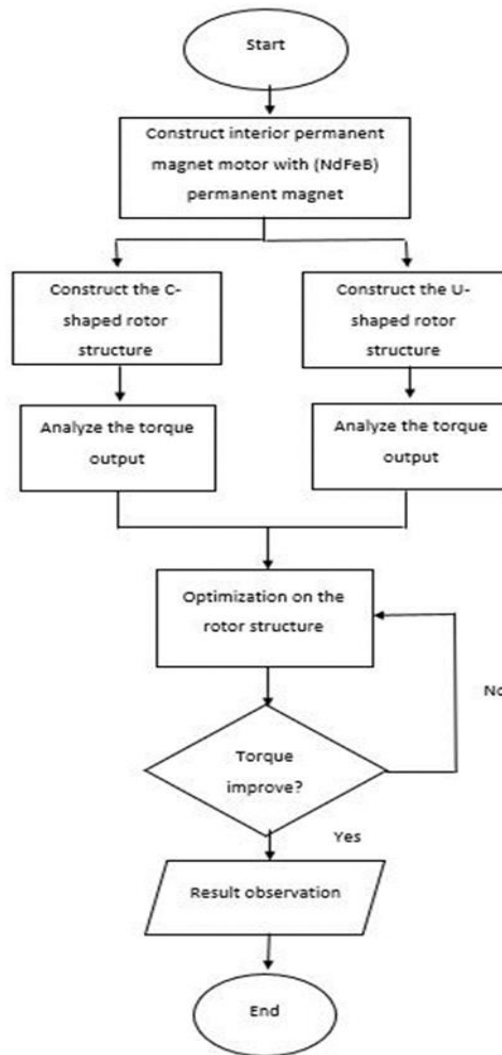 Start
Construct interior permanent
magnet motor with (NdFeB)
permanent magnet
Construct the C-
shaped rotor
structure
Construct the U-
shaped rotor
structure
Analyze the torque
output
Analyze the torque
output
Optimization on the
rotor structure
No
Torque
improve?
Yes
Result observation
End